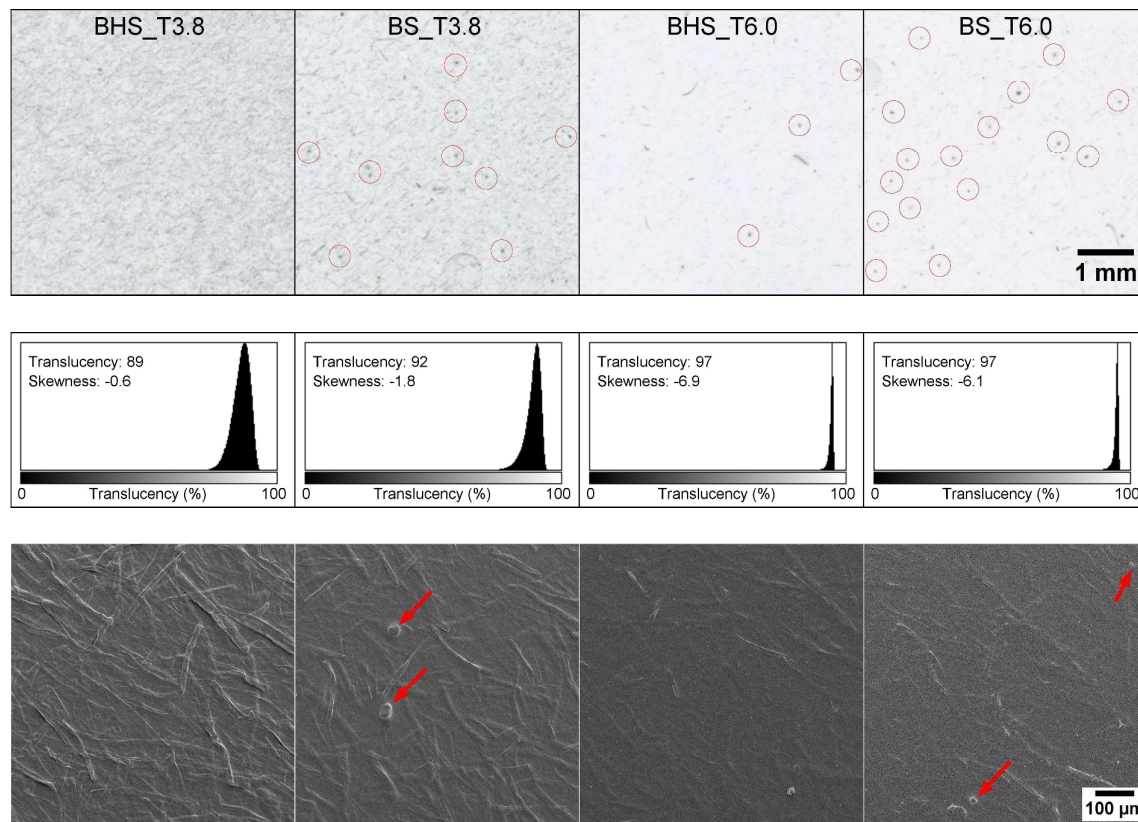 BHS_T3.8
BS_T3.8
BHS_T6.0
BS_T6.0
1 mm
Translucency: 89
Skewness: -0.6
0
Translucency (%)
100
Translucency: 92
Skewness: -1.8
0
Translucency (%)
100
Translucency: 97
Skewness: -6.9
0
Translucency (%)
100
Translucency: 97
Skewness: -6.1
0
Translucency (%)
100
100 µm